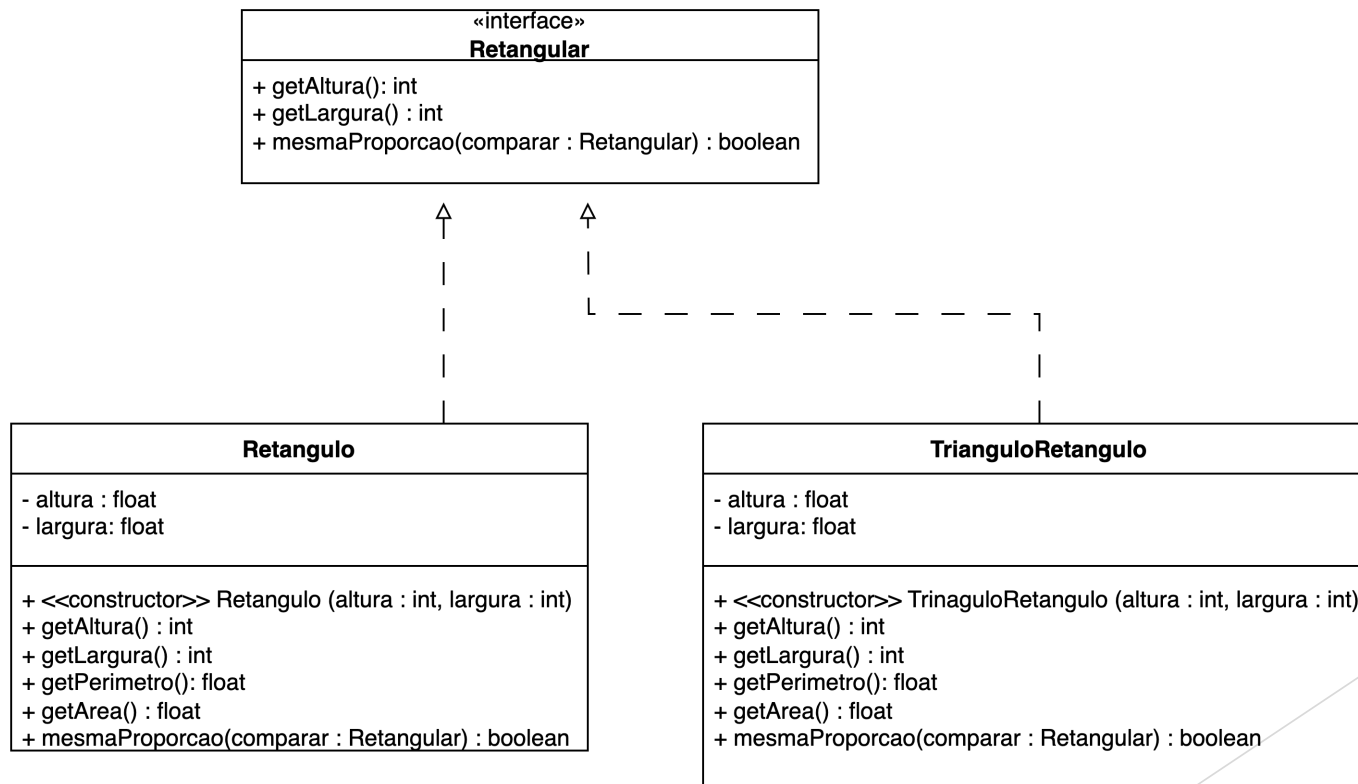 «interface»
Retangular
+ getAltura(): int
+ getLargura() : int
+ mesmaProporcao(comparar : Retangular) : boolean
Retangulo
- altura : float
- largura: float
+ <<constructor>> Retangulo (altura : int, largura : int)
+ getAltura() : int
+ getLargura() : int
+ getPerimetro(): float
+ getArea() : float
+ mesmaProporcao(comparar : Retangular) : boolean
TrianguloRetangulo
- altura : float
- largura: float
+ <<constructor>> TrinaguloRetangulo (altura : int, largura : int)
+ getAltura() : int
+ getLargura() : int
+ getPerimetro(): float
+ getArea() : float
+ mesmaProporcao(comparar : Retangular) : boolean